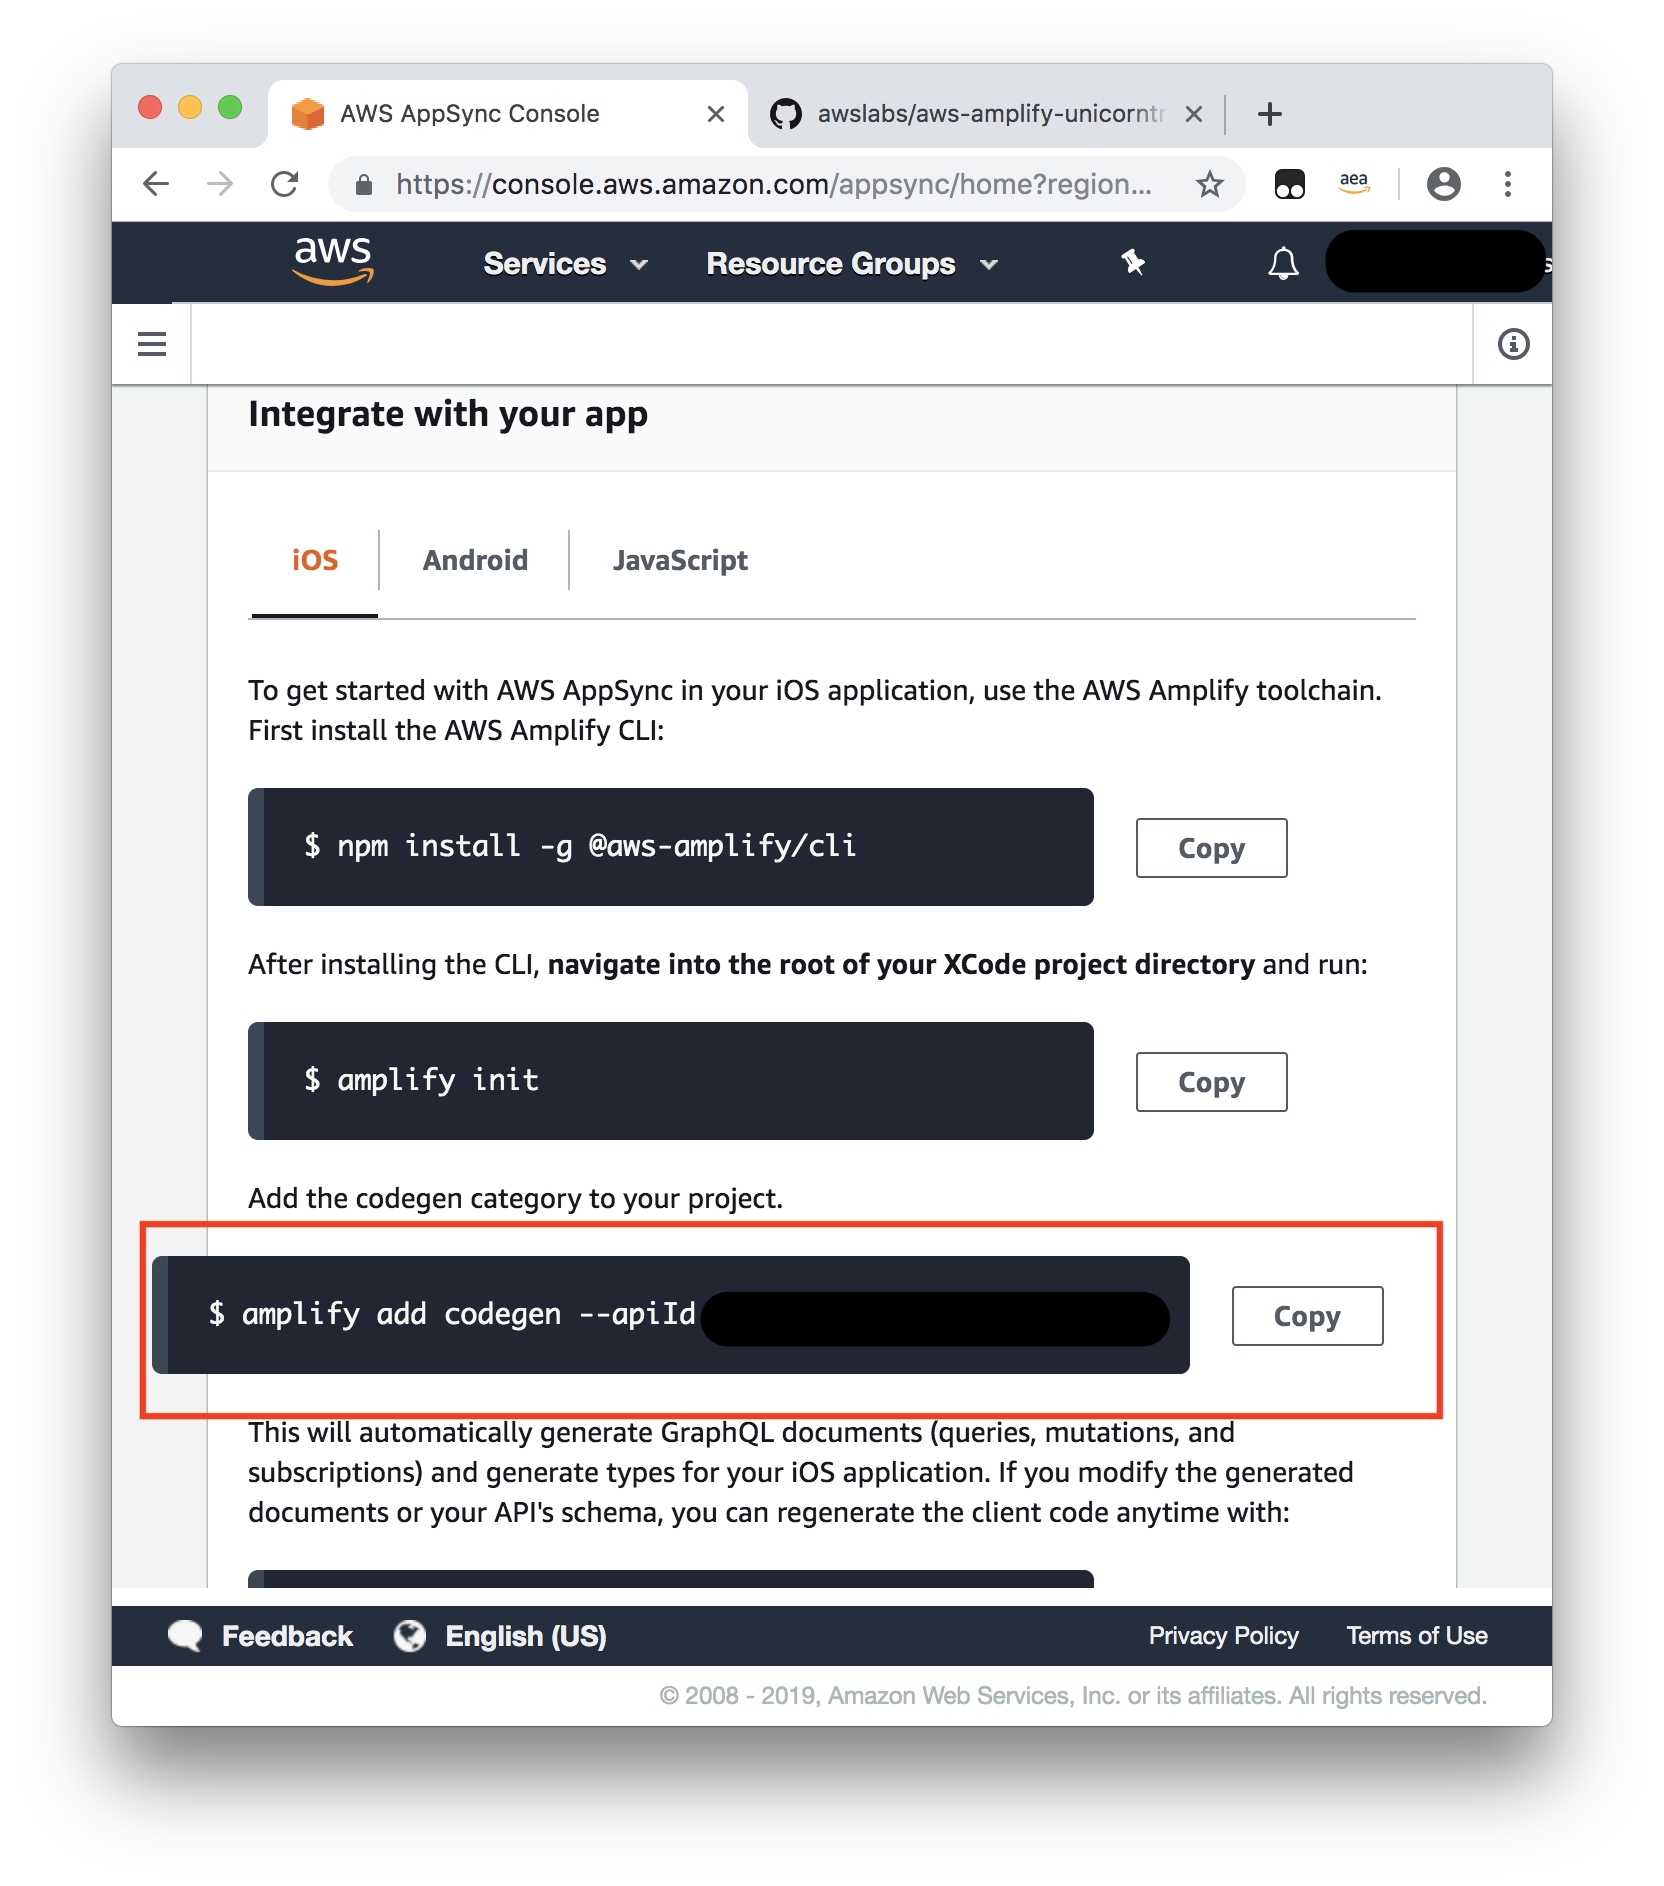 AWS AppSync Console
awslabs/aws-amplify-unicorntr
https://console.aws.amazon.com/appsync/home?region...
aea
aws
Services
Resource Groups
s
Integrate with your app
iOS
Android
JavaScript
To get started with AWS AppSync in your iOS application, use the AWS Amplify toolchain.
First install the AWS Amplify CLI:
$ npm install -g @aws-amplify/cli
Copy
After installing the CLI, navigate into the root of your XCode project directory and run:
$ amplify init
Copy
Add the codegen category to your project.
$ amplify add codegen --apiId
Copy
This will automatically generate GraphQL documents (queries, mutations, and
subscriptions) and generate types for your iOS application. If you modify the generated
documents or your API's schema, you can regenerate the client code anytime with:
Feedback
English (US)
Privacy Policy
Terms of Use
© 2008 - 2019, Amazon Web Services, Inc. or its affiliates. All rights reserved.